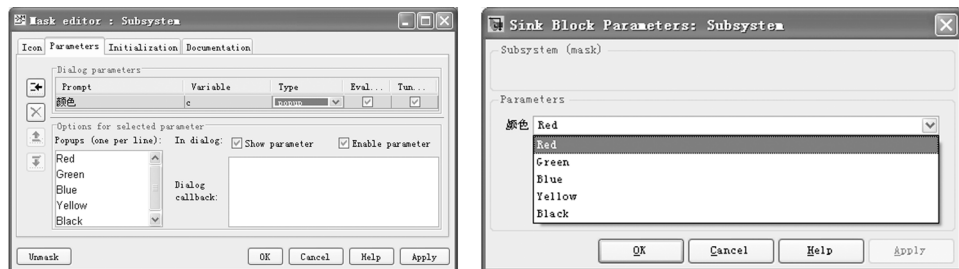 Mask editor : Subsystem
Icon Parameters Initialization Documentation
Dialog parameters
Prompt Variable Type Eval... Tun...
颜色 c popup
Options for selected parameter
Popups (one per line): In dialog: Show parameter Enable parameter
Red
Green
Blue
Yellow
Black
Dialog
callback:
Unmask OK Cancel Help Apply
Sink Block Parameters: Subsystem
Subsystem (mask)
Parameters
颜色 Red
Red
Green
Blue
Yellow
Black
OK Cancel Help Apply